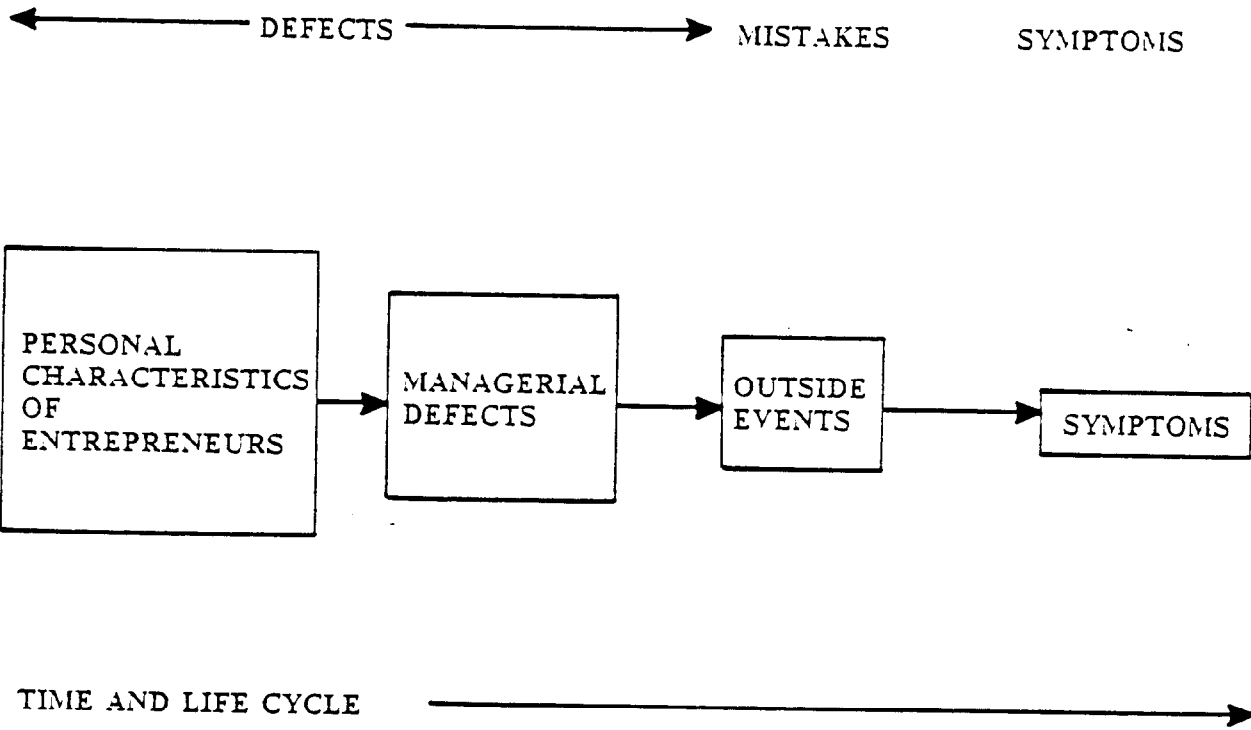 DEFECTS MISTAKES SYMPTOMS
PERSONAL
CHARACTERISTICS
OF
ENTREPRENEURS
MANAGERIAL
DEFECTS
OUTSIDE
EVENTS
SYMPTOMS
TIME AND LIFE CYCLE